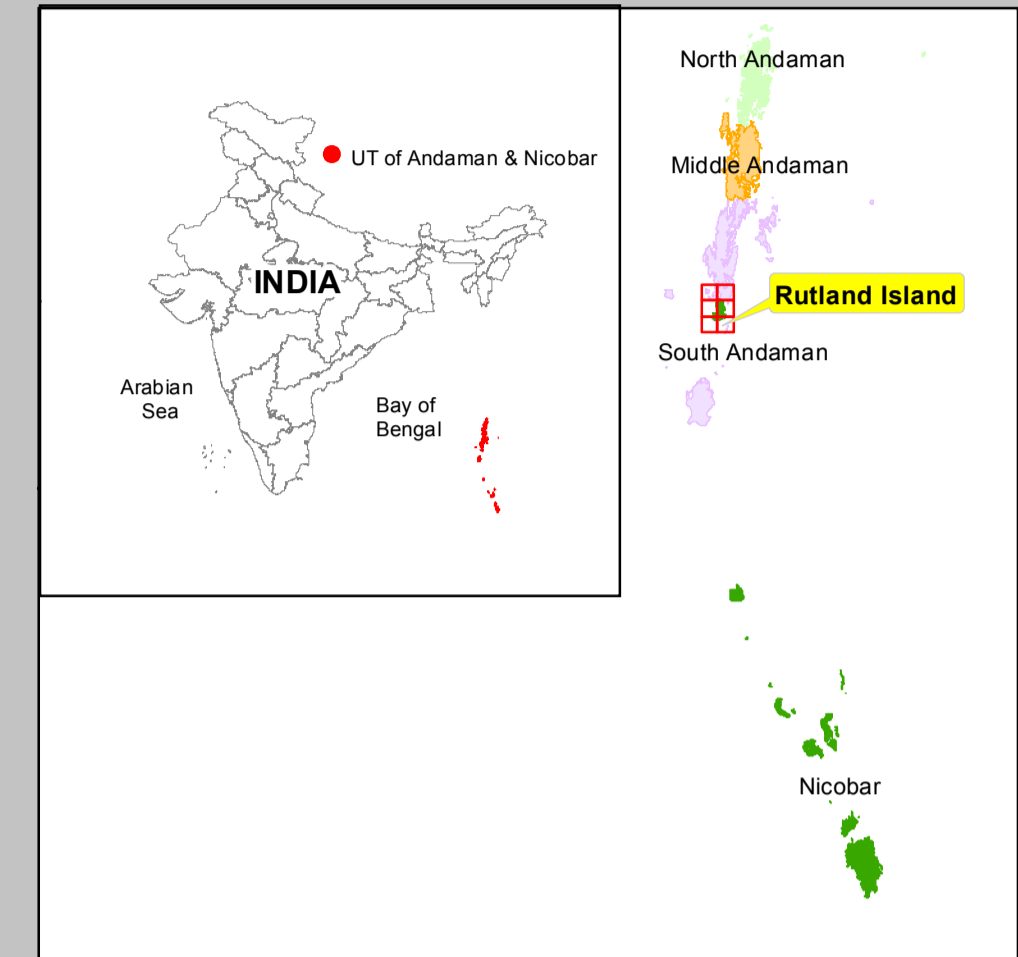 North Andaman
UT of Andaman & Nicobar
Middle Andaman
INDIA
Rutland Island
South Andaman
Arabian
Sea
Bay of
Bengal
Nicobar